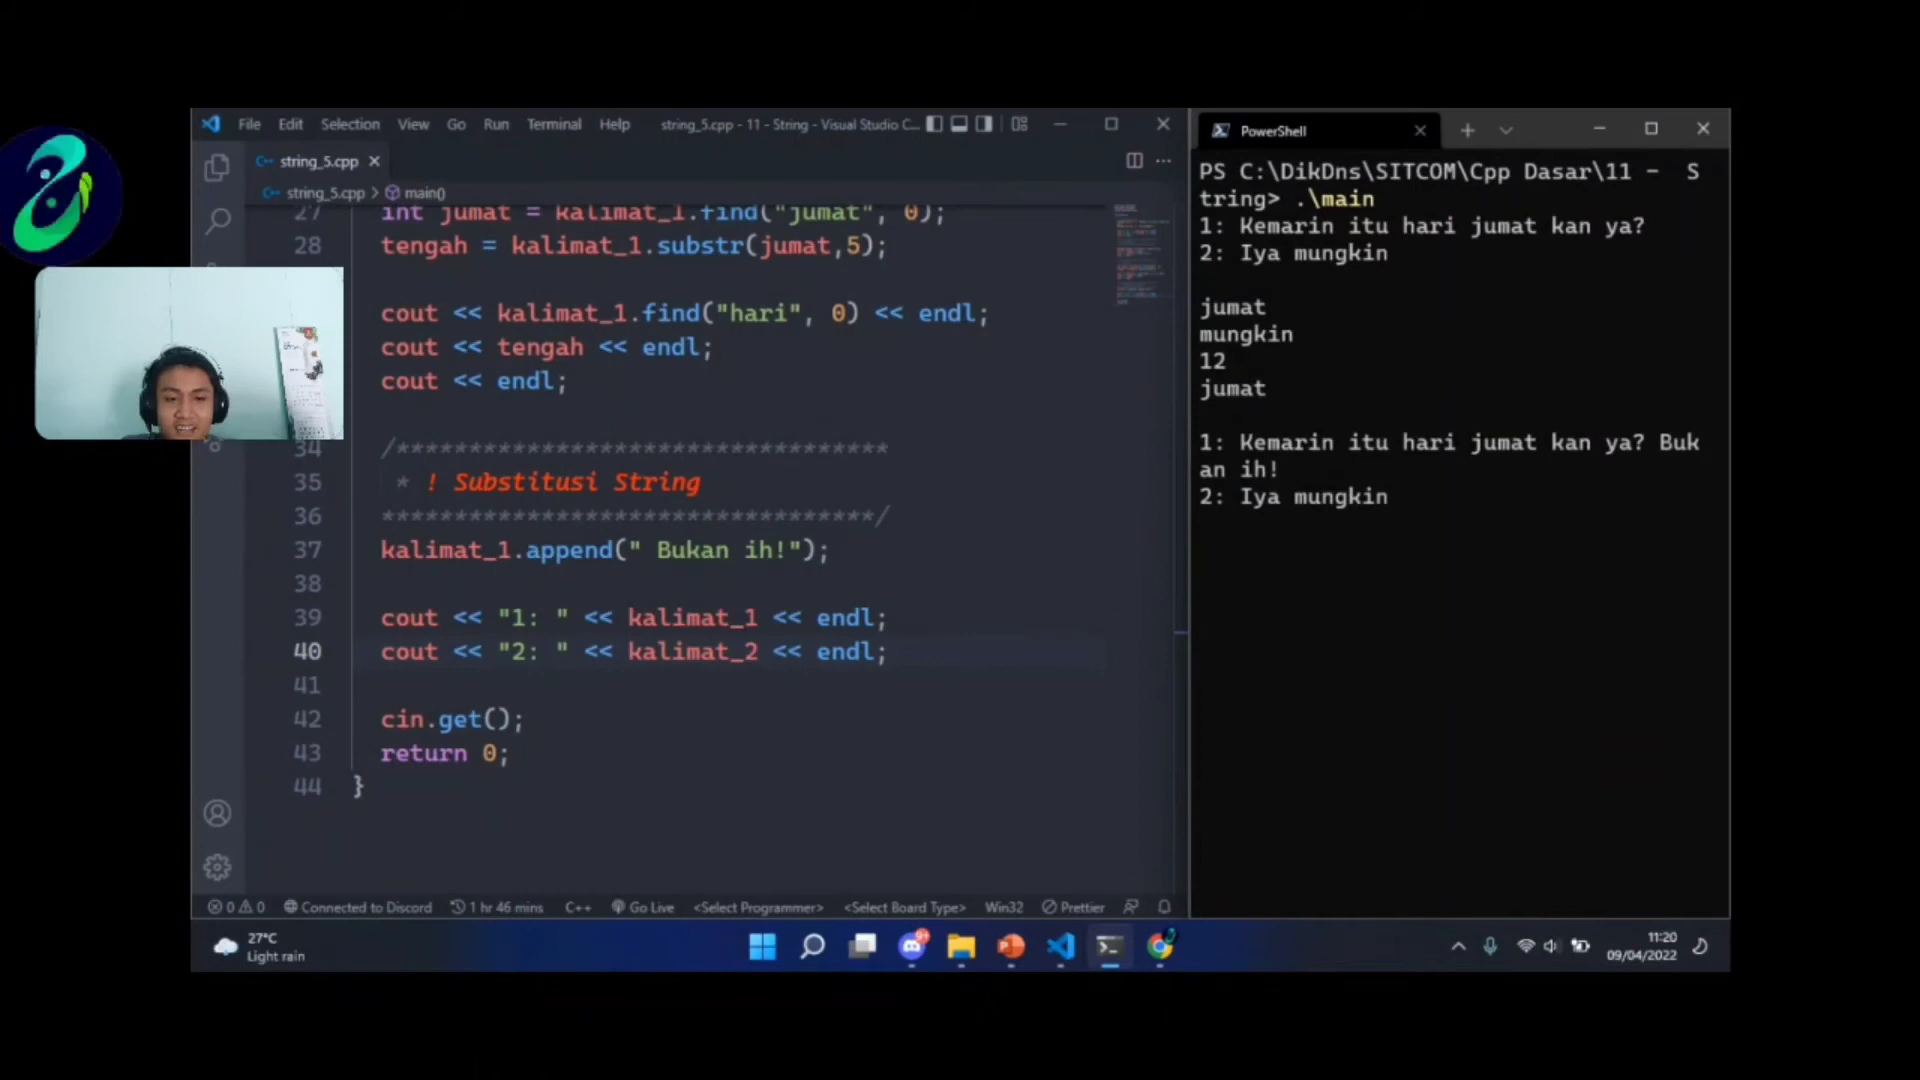 File Edit Selection View Go Run Terminal Help string_5.cpp - 11 - String - Visual Studio C...
string_5.cpp
string_5.cpp > main()
27 int jumat = kalimat_1.find("jumat", 0);
28 tengah = kalimat_1.substr(jumat,5);
cout << kalimat_1.find("hari", 0) << endl;
cout << tengah << endl;
cout << endl;
34 /*******************************
35 * ! Substitusi String
36 **********************************/
37 kalimat_1.append(" Bukan ih!");
38
39 cout << "1: " << kalimat_1 << endl;
40 cout << "2: " << kalimat_2 << endl;
41
42 cin.get();
43 return 0;
44 }
0 0 Connected to Discord 1 hr 46 mins C++ Go Live <Select Programmer> <Select Board Type> Win32 Prettier
PowerShell
PS C:\DikDns\SITCOM\Cpp Dasar\11 - S
tring> .\main
1: Kemarin itu hari jumat kan ya?
2: Iya mungkin
jumat
mungkin
12
jumat
1: Kemarin itu hari jumat kan ya? Buk
an ih!
2: Iya mungkin
27°C
Light rain
9+
11:20
09/04/2022